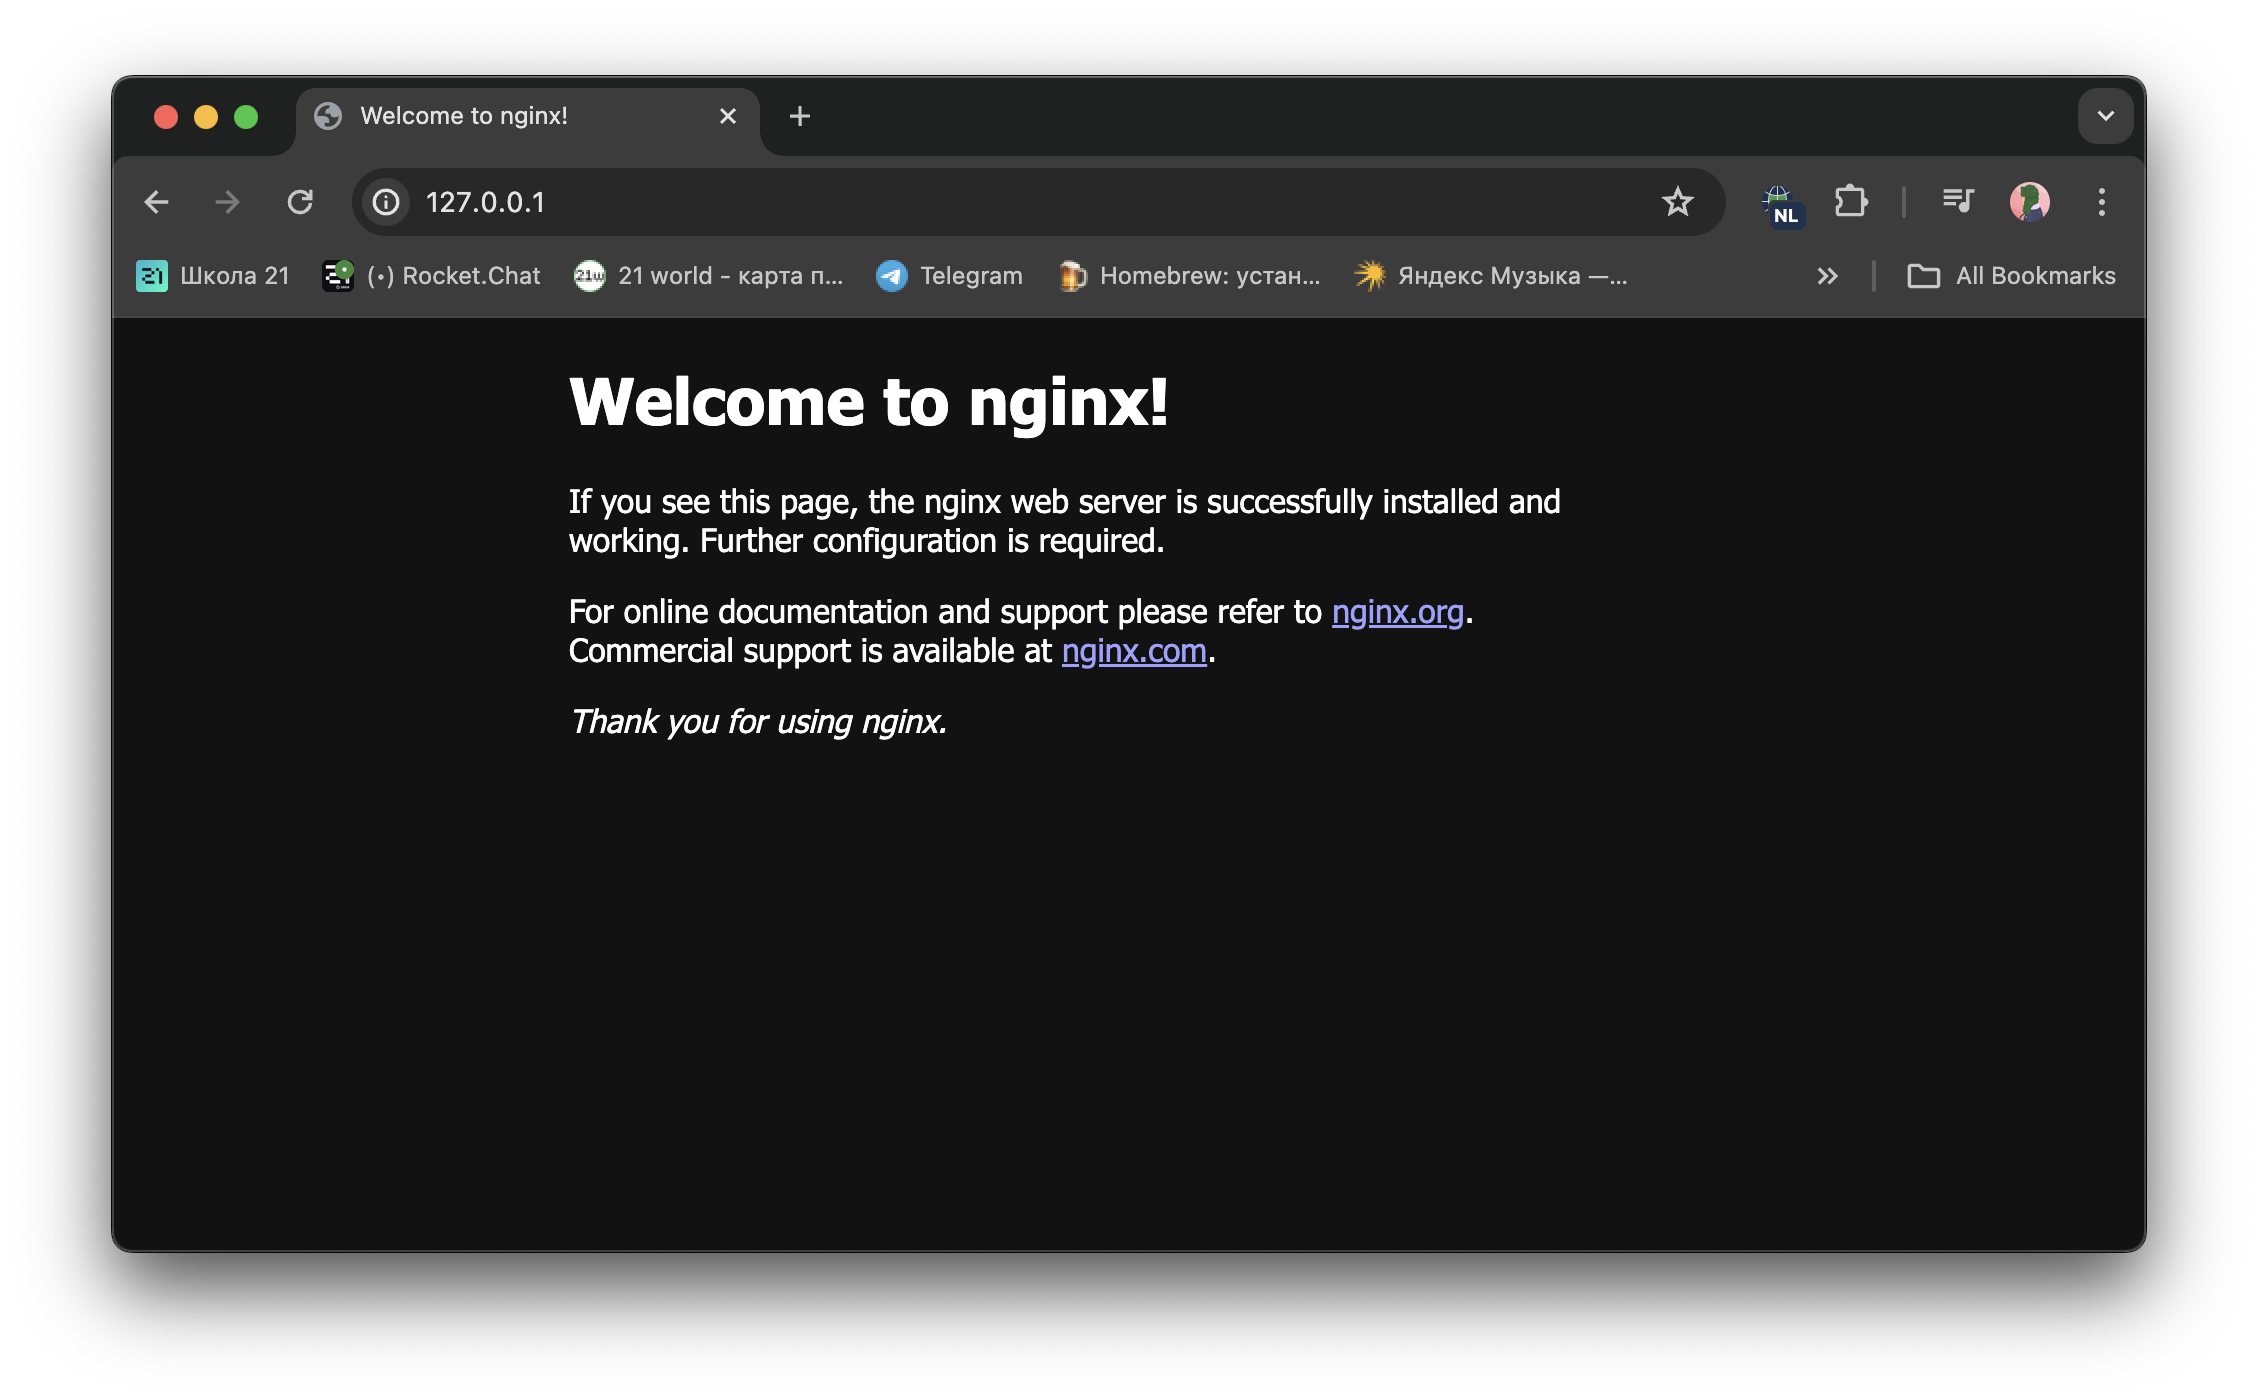 Welcome to nginx!
127.0.0.1
NL
Школа 21
(•) Rocket.Chat
21w
21 world - карта п...
Telegram
Homebrew: устан...
Яндекс Музыка —...
All Bookmarks
Welcome to nginx!
If you see this page, the nginx web server is successfully installed and
working. Further configuration is required.
For online documentation and support please refer to nginx.org.
Commercial support is available at nginx.com.
Thank you for using nginx.